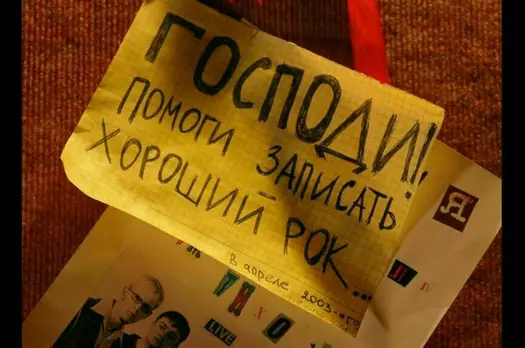 ГОСПОДИ!,
ПОМОГИ ЗАПИСАТЬ
ХОРОШИЙ РОК...
в апреле 2003-его
Я
LIVE